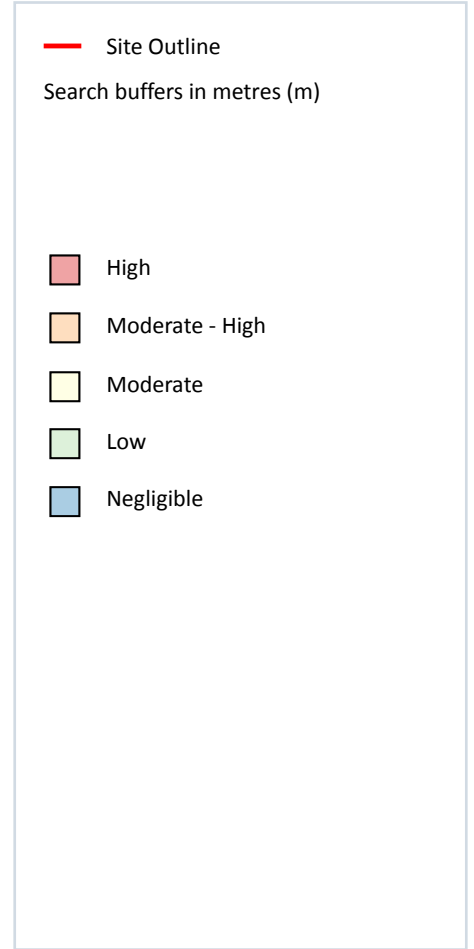 Site Outline
Search buffers in metres (m)
High
Moderate - High
Moderate
Low
Negligible